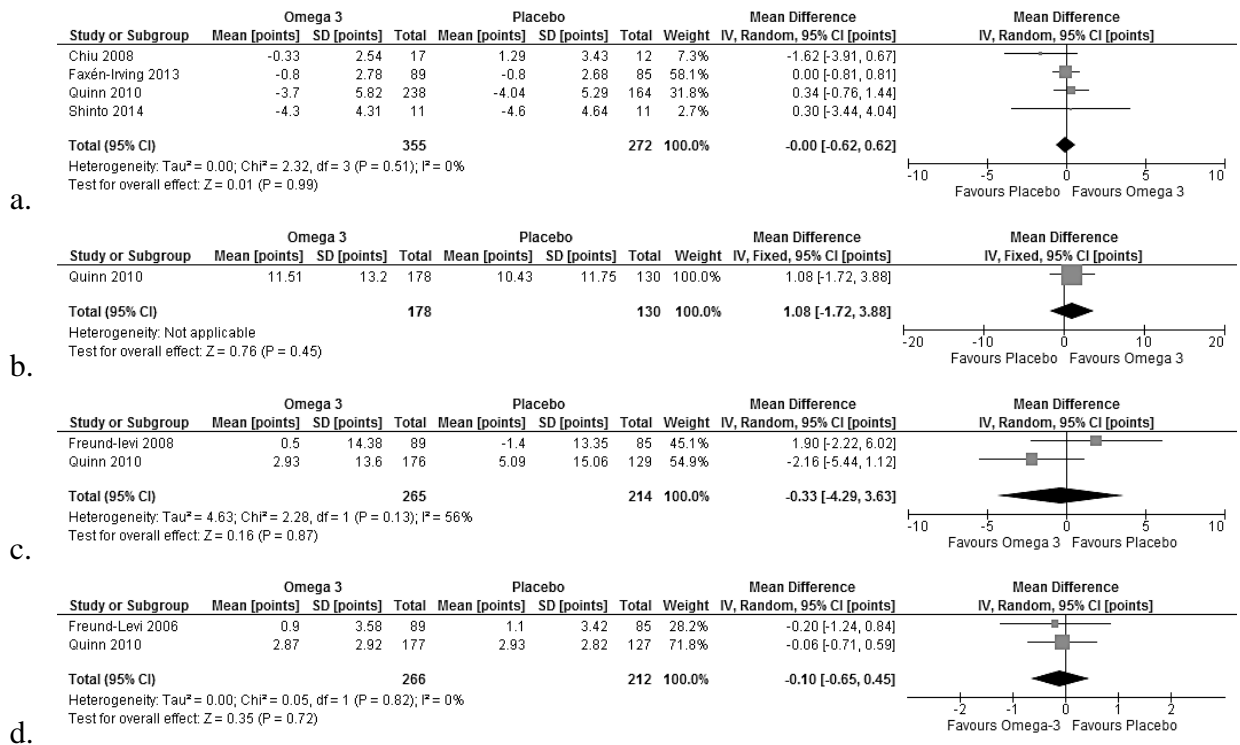 Omega 3 Placebo Mean Difference Mean Difference
Study or Subgroup Mean [points] SD [points] Total Mean [points] SD [points] Total Weight IV, Random, 95% CI [points] IV, Random, 95% CI [points]
Chiu 2008 -0.33 2.54 17 1.29 3.43 12 7.3% -1.62 [-3.91, 0.67]
Faxén-Irving 2013 -0.8 2.78 89 -0.8 2.68 85 58.1% 0.00 [-0.81, 0.81]
Quinn 2010 -3.7 5.82 238 -4.04 5.29 164 31.8% 0.34 [-0.76, 1.44]
Shinto 2014 -4.3 4.31 11 -4.6 4.64 11 2.7% 0.30 [-3.44, 4.04]
Total (95% CI) 355 272 100.0% -0.00 [-0.62, 0.62]
Heterogeneity: Tau² = 0.00; Chi² = 2.32, df = 3 (P = 0.51); I² = 0%
Test for overall effect: Z = 0.01 (P = 0.99)
-10 -5 0 5 10
Favours Placebo Favours Omega 3
a.
Omega 3 Placebo Mean Difference Mean Difference
Study or Subgroup Mean [points] SD [points] Total Mean [points] SD [points] Total Weight IV, Fixed, 95% CI [points] IV, Fixed, 95% CI [points]
Quinn 2010 11.51 13.2 178 10.43 11.75 130 100.0% 1.08 [-1.72, 3.88]
Total (95% CI) 178 130 100.0% 1.08 [-1.72, 3.88]
Heterogeneity: Not applicable
Test for overall effect: Z = 0.76 (P = 0.45)
-20 -10 0 10 20
Favours Placebo Favours Omega 3
b.
Omega 3 Placebo Mean Difference Mean Difference
Study or Subgroup Mean [points] SD [points] Total Mean [points] SD [points] Total Weight IV, Random, 95% CI [points] IV, Random, 95% CI [points]
Freund-levi 2008 0.5 14.38 89 -1.4 13.35 85 45.1% 1.90 [-2.22, 6.02]
Quinn 2010 2.93 13.6 176 5.09 15.06 129 54.9% -2.16 [-5.44, 1.12]
Total (95% CI) 265 214 100.0% -0.33 [-4.29, 3.63]
Heterogeneity: Tau² = 4.63; Chi² = 2.28, df = 1 (P = 0.13); I² = 56%
Test for overall effect: Z = 0.16 (P = 0.87)
-10 -5 0 5 10
Favours Omega 3 Favours Placebo
c.
Omega 3 Placebo Mean Difference Mean Difference
Study or Subgroup Mean [points] SD [points] Total Mean [points] SD [points] Total Weight IV, Random, 95% CI [points] IV, Random, 95% CI [points]
Freund-Levi 2006 0.9 3.58 89 1.1 3.42 85 28.2% -0.20 [-1.24, 0.84]
Quinn 2010 2.87 2.92 177 2.93 2.82 127 71.8% -0.06 [-0.71, 0.59]
Total (95% CI) 266 212 100.0% -0.10 [-0.65, 0.45]
Heterogeneity: Tau² = 0.00; Chi² = 0.05, df = 1 (P = 0.82); I² = 0%
Test for overall effect: Z = 0.35 (P = 0.72)
-2 -1 0 1 2
Favours Omega-3 Favours Placebo
d.